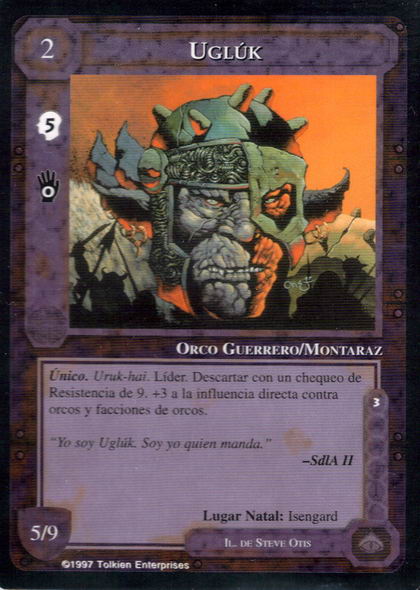 2
UGLÚK
5
0
Otis
ORCO GUERRERO/MONTARAZ
Único. Uruk-hai. Líder. Descartar con un chequeo de
Resistencia de 9. +3 a la influencia directa contra
orcos y facciones de orcos.
3
"Yo soy Uglúk. Soy yo quien manda."
–SdlA II
Lugar Natal: Isengard
5/9
IL. DE STEVE OTIS
©1997 Tolkien Enterprises